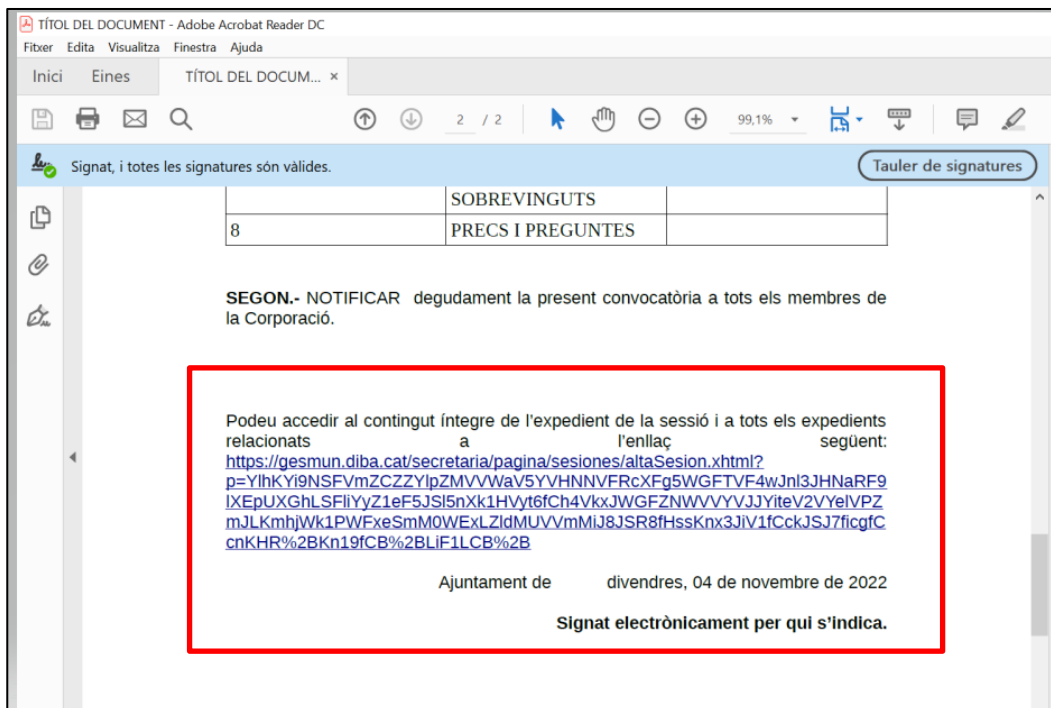 TÍTOL DEL DOCUMENT - Adobe Acrobat Reader DC
Fitxer Edita Visualitza Finestra Ajuda
Inici Eines TÍTOL DEL DOCUM... ×
2 / 2 99,1%
Signat, i totes les signatures són vàlides. Tauler de signatures
SOBREVINGUTS
8 PRECS I PREGUNTES
SEGON.- NOTIFICAR degudament la present convocatòria a tots els membres de
la Corporació.
Podeu accedir al contingut íntegre de l'expedient de la sessió i a tots els expedients
relacionats a l'enllaç següent:
https://gesmun.diba.cat/secretaria/pagina/sesiones/altaSesion.xhtml?
p=YlhKYi9NSFVmZCZZYlpZMVVWaV5YVHNNVFRcXFg5WGFTVF4wJnl3JHNaRF9
lXEpUXGhLSFliYyZ1eF5JSl5nXk1HVyt6fCh4VkxJWGFZNWVVYVJJYiteV2VYelVPZ
mJLKmhjWk1PWFxeSmM0WExLZldMUVVmMiJ8JSR8fHssKnx3JiV1fCckJSJ7ficgfC
cnKHR%2BKn19fCB%2BLiF1LCB%2B
Ajuntament de divendres, 04 de novembre de 2022
Signat electrònicament per qui s'indica.